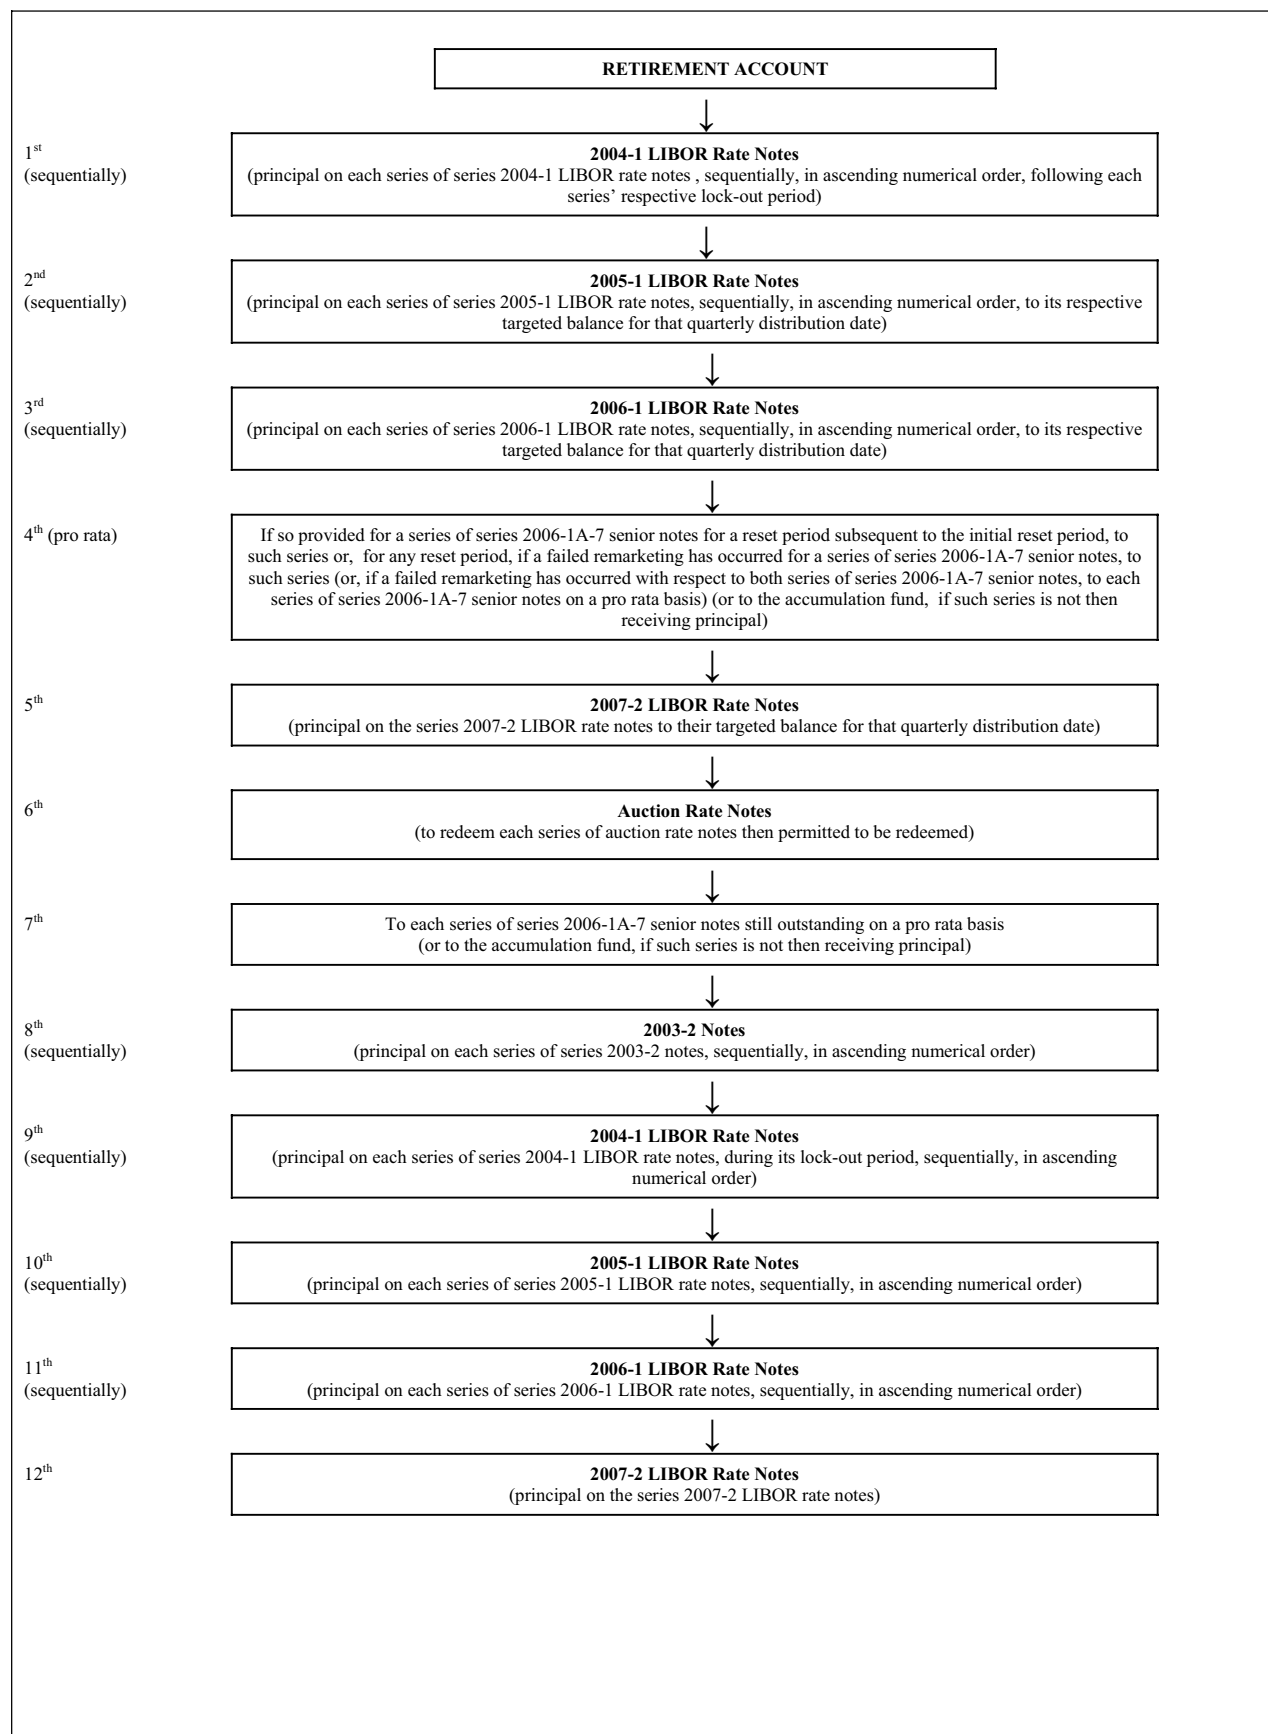 RETIREMENT ACCOUNT
1st
(sequentially)
2004-1 LIBOR Rate Notes
(principal on each series of series 2004-1 LIBOR rate notes , sequentially, in ascending numerical order, following each
series’ respective lock-out period)
2nd
(sequentially)
2005-1 LIBOR Rate Notes
(principal on each series of series 2005-1 LIBOR rate notes, sequentially, in ascending numerical order, to its respective
targeted balance for that quarterly distribution date)
3rd
(sequentially)
2006-1 LIBOR Rate Notes
(principal on each series of series 2006-1 LIBOR rate notes, sequentially, in ascending numerical order, to its respective
targeted balance for that quarterly distribution date)
4th (pro rata)
If so provided for a series of series 2006-1A-7 senior notes for a reset period subsequent to the initial reset period, to
such series or, for any reset period, if a failed remarketing has occurred for a series of series 2006-1A-7 senior notes, to
such series (or, if a failed remarketing has occurred with respect to both series of series 2006-1A-7 senior notes, to each
series of series 2006-1A-7 senior notes on a pro rata basis) (or to the accumulation fund, if such series is not then
receiving principal)
5th
2007-2 LIBOR Rate Notes
(principal on the series 2007-2 LIBOR rate notes to their targeted balance for that quarterly distribution date)
6th
Auction Rate Notes
(to redeem each series of auction rate notes then permitted to be redeemed)
7th
To each series of series 2006-1A-7 senior notes still outstanding on a pro rata basis
(or to the accumulation fund, if such series is not then receiving principal)
8th
(sequentially)
2003-2 Notes
(principal on each series of series 2003-2 notes, sequentially, in ascending numerical order)
9th
(sequentially)
2004-1 LIBOR Rate Notes
(principal on each series of series 2004-1 LIBOR rate notes, during its lock-out period, sequentially, in ascending
numerical order)
10th
(sequentially)
2005-1 LIBOR Rate Notes
(principal on each series of series 2005-1 LIBOR rate notes, sequentially, in ascending numerical order)
11th
(sequentially)
2006-1 LIBOR Rate Notes
(principal on each series of series 2006-1 LIBOR rate notes, sequentially, in ascending numerical order)
12th
2007-2 LIBOR Rate Notes
(principal on the series 2007-2 LIBOR rate notes)